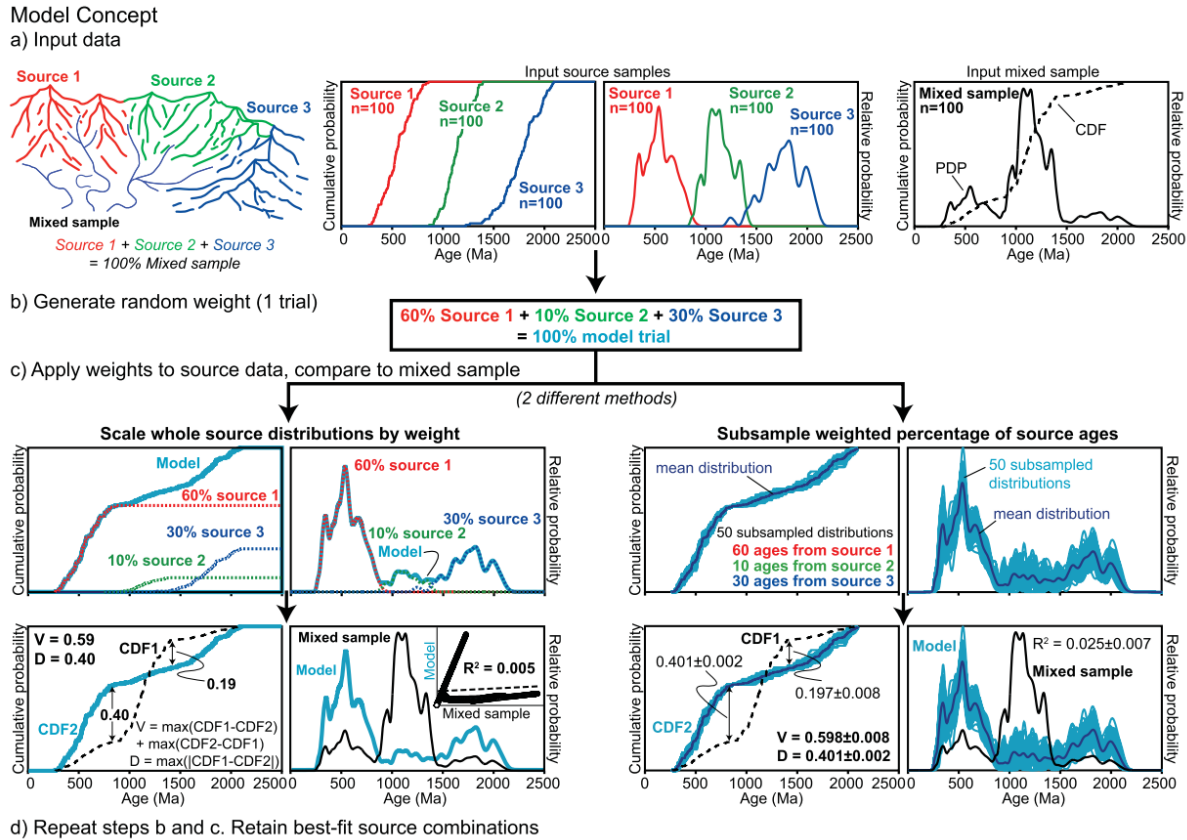 Model Concept
a) Input data
Source 1
Source 2
Source 3
Mixed sample
Source 1 + Source 2 + Source 3
= 100% Mixed sample
Input source samples
Cumulative probability
Source 1
n=100
Source 2
n=100
Source 3
n=100
0 500 1000 1500 2000 2500
Age (Ma)
Source 1
n=100
Source 2
n=100
Source 3
n=100
Relative probability
500 1000 1500 2000 2500
Age (Ma)
Input mixed sample
Cumulative probability
Mixed sample
n=100
CDF
PDP
Relative probability
0 500 1000 1500 2000 2500
Age (Ma)
b) Generate random weight (1 trial)
60% Source 1 + 10% Source 2 + 30% Source 3
= 100% model trial
c) Apply weights to source data, compare to mixed sample
(2 different methods)
Scale whole source distributions by weight
Cumulative probability
Model
60% source 1
30% source 3
10% source 2
60% source 1
30% source 3
10% source 2
Model
Relative probability
Subsample weighted percentage of source ages
Cumulative probability
mean distribution
50 subsampled distributions
60 ages from source 1
10 ages from source 2
30 ages from source 3
50 subsampled
distributions
mean distribution
Relative probability
Cumulative probability
V = 0.59
D = 0.40
CDF1
0.19
0.40
CDF2
V = max(CDF1-CDF2)
+ max(CDF2-CDF1)
D = max(|CDF1-CDF2|)
0 500 1000 1500 2000
Age (Ma)
Mixed sample
Model
Model
R² = 0.005
Mixed sample
Relative probability
0 500 1000 1500 2000 2500
Age (Ma)
Cumulative probability
CDF1
0.401±0.002
0.197±0.008
CDF2
V = 0.598±0.008
D = 0.401±0.002
0 500 1000 1500 2000
Age (Ma)
Model
R² = 0.025±0.007
Mixed sample
Relative probability
0 500 1000 1500 2000 2500
Age (Ma)
d) Repeat steps b and c. Retain best-fit source combinations